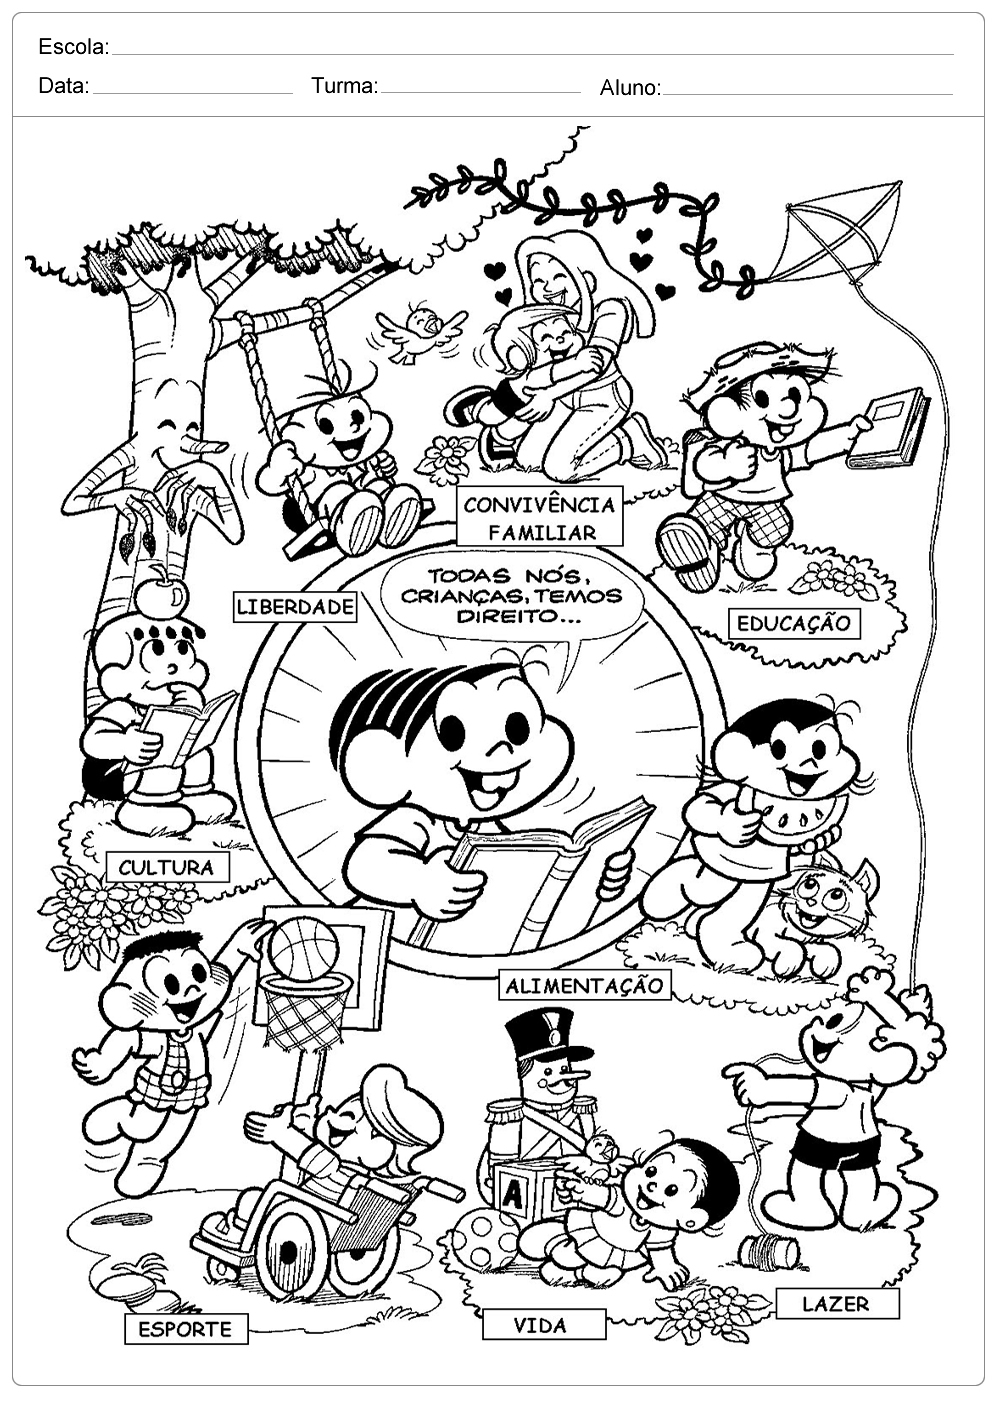 Escola:
Data: Turma: Aluno:
CONVIVÊNCIA
FAMILIAR
TODAS NÓS,
CRIANÇAS, TEMOS
DIREITO...
LIBERDADE
EDUCAÇÃO
CULTURA
ALIMENTAÇÃO
A
ESPORTE
VIDA
LAZER